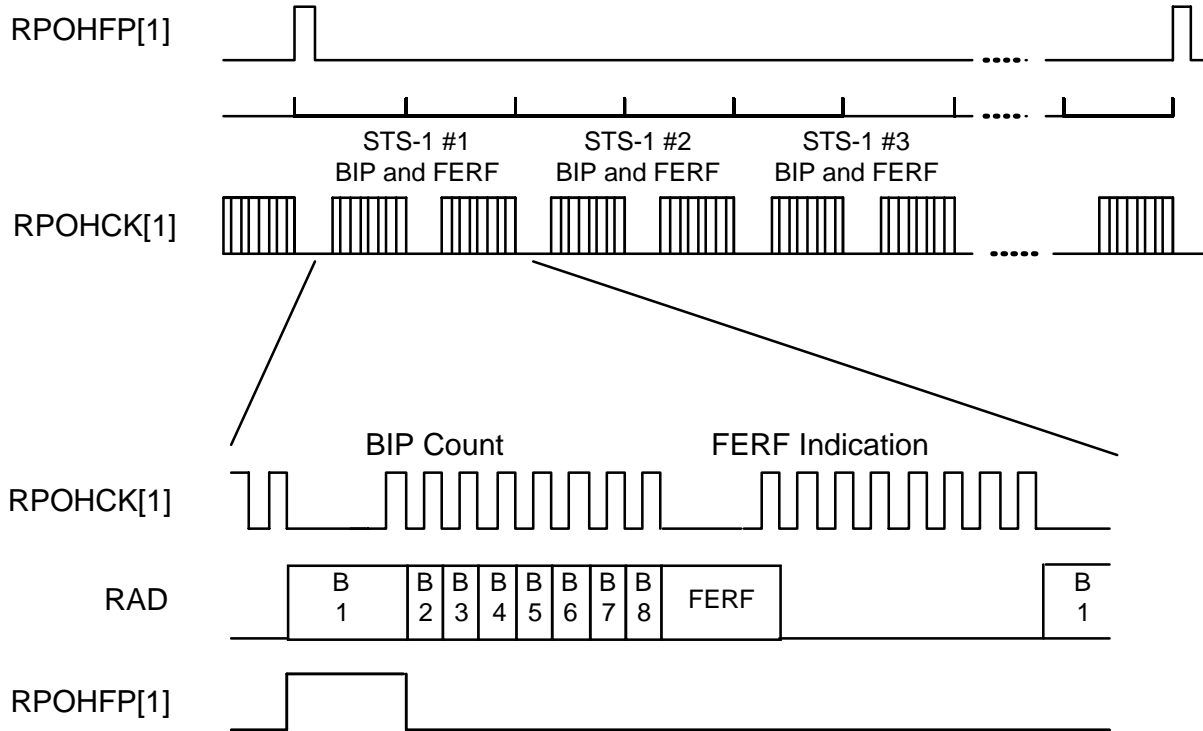 RPOHFP[1]
STS-1 #1
BIP and FERF
STS-1 #2
BIP and FERF
STS-1 #3
BIP and FERF
RPOHCK[1]
BIP Count
FERF Indication
RPOHCK[1]
RAD
B
1
B
2
B
3
B
4
B
5
B
6
B
7
B
8
FERF
B
1
RPOHFP[1]